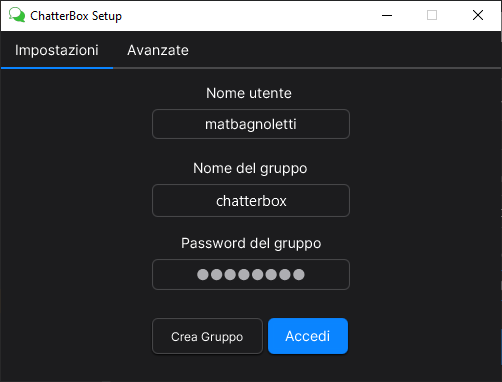 ChatterBox Setup
Impostazioni Avanzate
Nome utente
matbagnoletti
Nome del gruppo
chatterbox
Password del gruppo
●●●●●●●●
Crea Gruppo Accedi